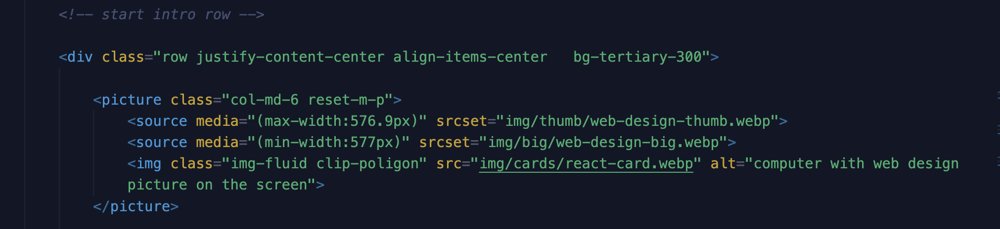 <!-- start intro row -->
<div class="row justify-content-center align-items-center   bg-tertiary-300">
<picture class="col-md-6 reset-m-p">
<source media="(max-width:576.9px)" srcset="img/thumb/web-design-thumb.webp">
<source media="(min-width:577px)" srcset="img/big/web-design-big.webp">
<img class="img-fluid clip-poligon" src="img/cards/react-card.webp" alt="computer with web design
picture on the screen">
</picture>